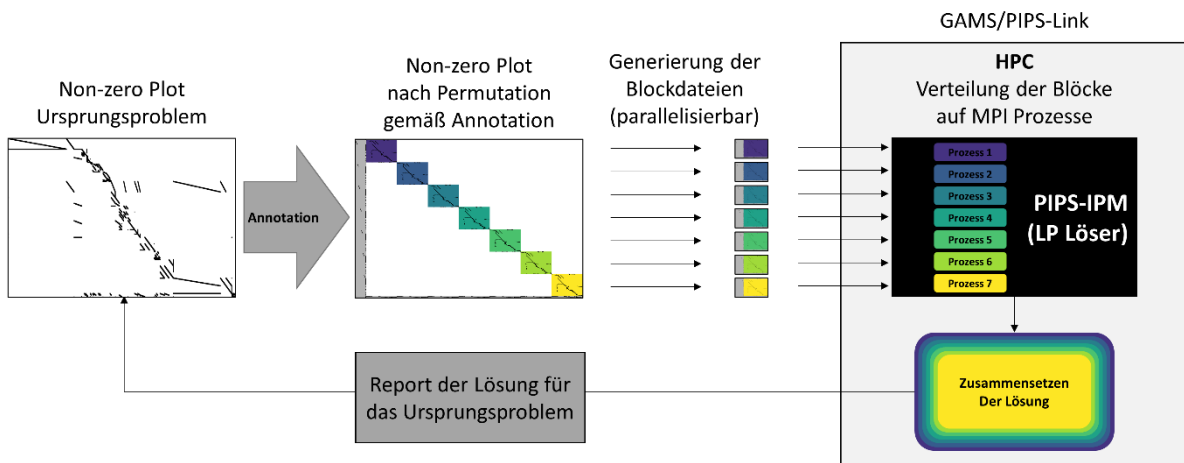 GAMS/PIPS-Link
Non-zero Plot
Ursprungsproblem
Annotation
Non-zero Plot
nach Permutation
gemäß Annotation
Generierung der
Blockdateien
(parallelisierbar)
HPC
Verteilung der Blöcke
auf MPI Prozesse
Prozess 1
Prozess 2
Prozess 3
Prozess 4
Prozess 5
Prozess 6
Prozess 7
PIPS-IPM
(LP Löser)
Zusammensetzen
Der Lösung
Report der Lösung für
das Ursprungsproblem